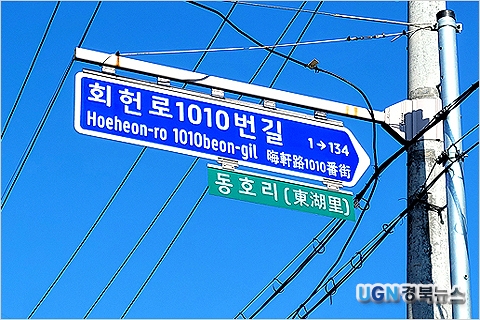 회헌로1010번길
1→134
Hoeheon-ro 1010beon-gil
晦軒路1010番街
동호리(東湖里)
UGN경북뉴스